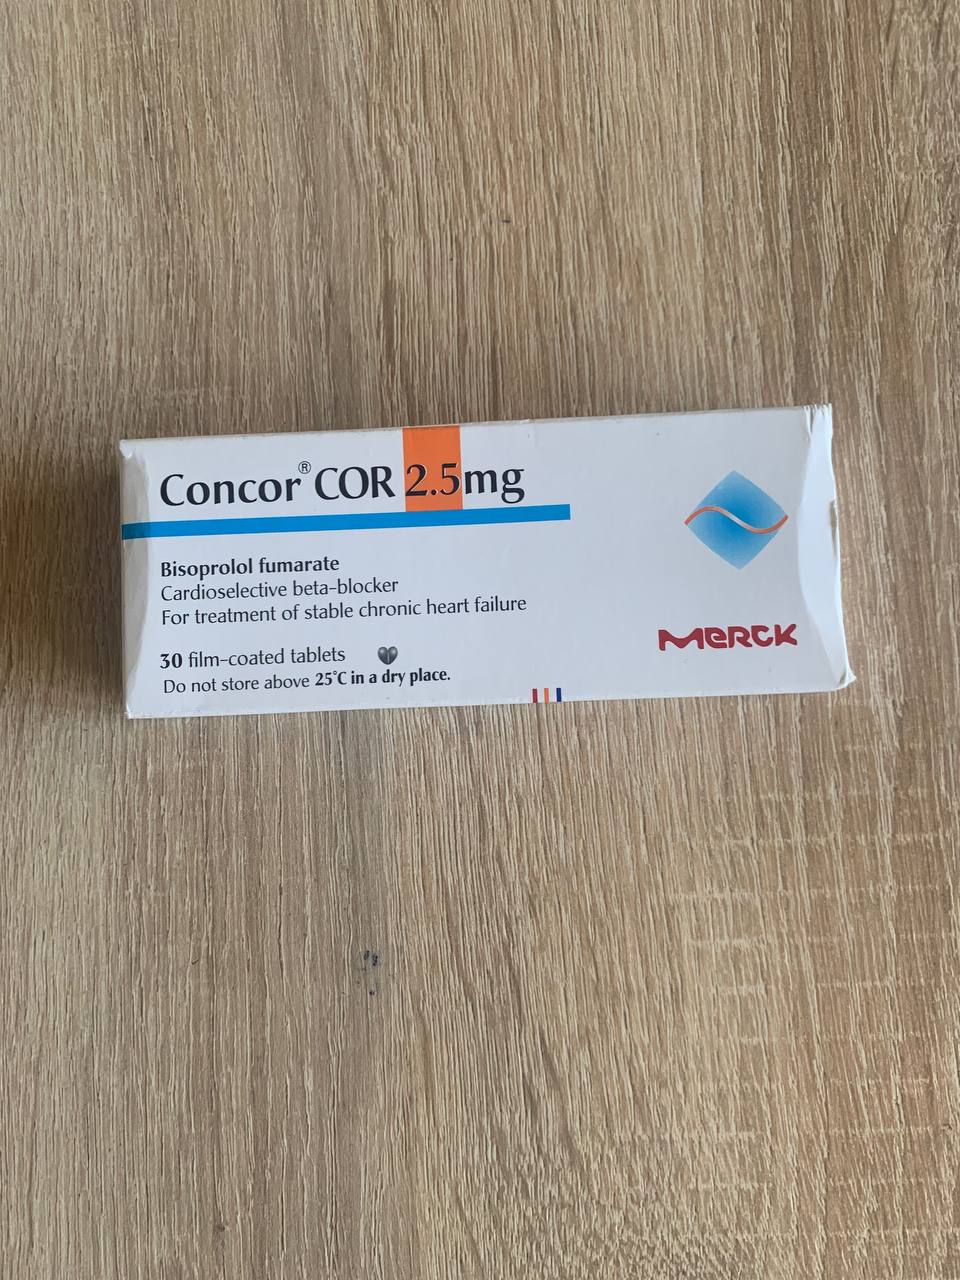 Concor® COR 2.5mg
Bisoprolol fumarate
Cardioselective beta-blocker
For treatment of stable chronic heart failure
30 film-coated tablets
Do not store above 25°C in a dry place.
MERCK